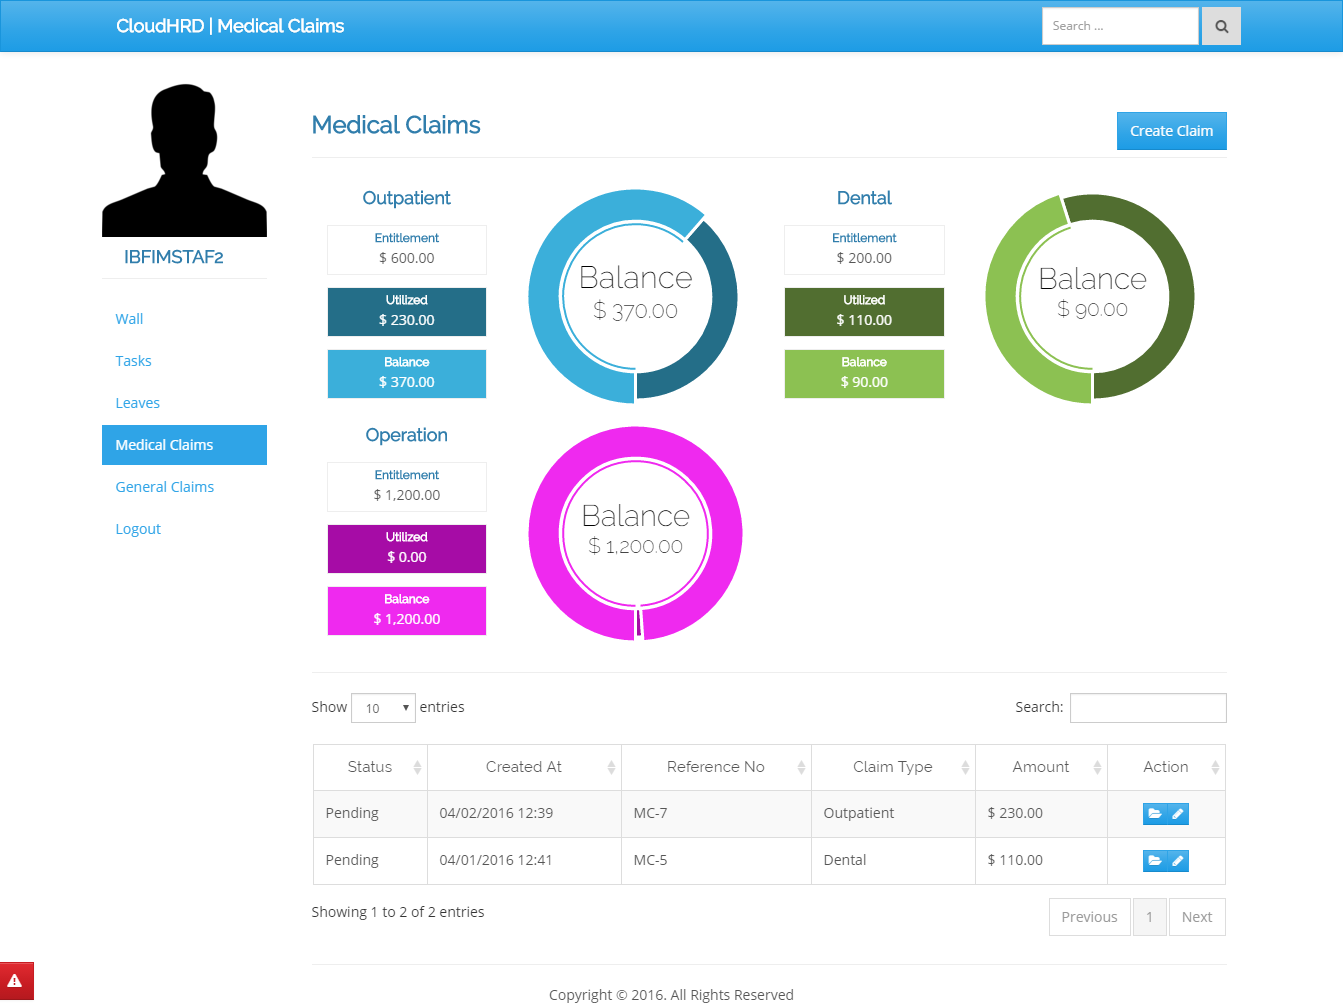 CloudHRD | Medical Claims
Search ...
IBFIMSTAF2
Wall
Tasks
Leaves
Medical Claims
General Claims
Logout
Medical Claims
Create Claim
Outpatient
Entitlement
$ 600.00
Utilized
$ 230.00
Balance
$ 370.00
Balance
$ 370.00
Dental
Entitlement
$ 200.00
Utilized
$ 110.00
Balance
$ 90.00
Balance
$ 90.00
Operation
Entitlement
$ 1,200.00
Utilized
$ 0.00
Balance
$ 1,200.00
Balance
$ 1,200.00
Show 10 entries
Search:
Status Created At Reference No Claim Type Amount Action
Pending 04/02/2016 12:39 MC-7 Outpatient $ 230.00
Pending 04/01/2016 12:41 MC-5 Dental $ 110.00
Showing 1 to 2 of 2 entries
Previous 1 Next
Copyright © 2016. All Rights Reserved